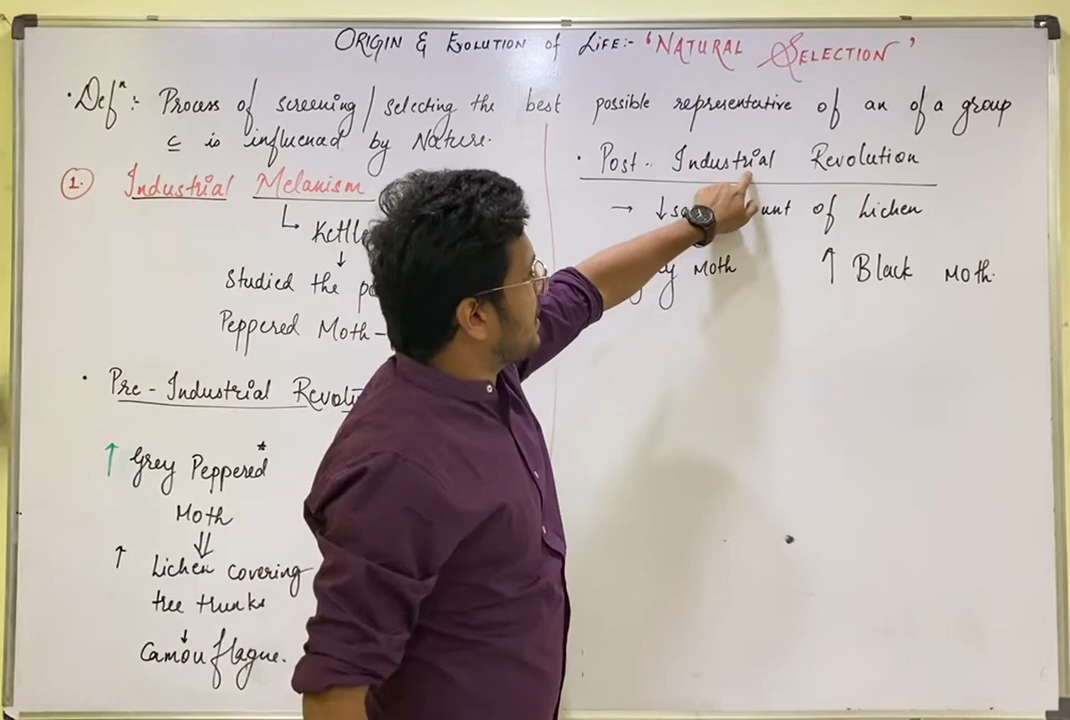 ORIGIN & EVOLUTION of LIFE:- 'NATURAL SELECTION'
• Defⁿ:- Process of screening/selecting the best possible representative of an of a group
c is influenced by Nature.
① Industrial Melanism
↳ Kettle
↓
Studied the
Peppered Moth -
• Pre-Industrial
↑ Grey Peppered*
Moth
⇓
↑ Lichen covering
tree trunks
↓
Camouflague.
• Post- Industrial Revolution
→ ↓ of Lichen
Moth ↑ Black Moth.